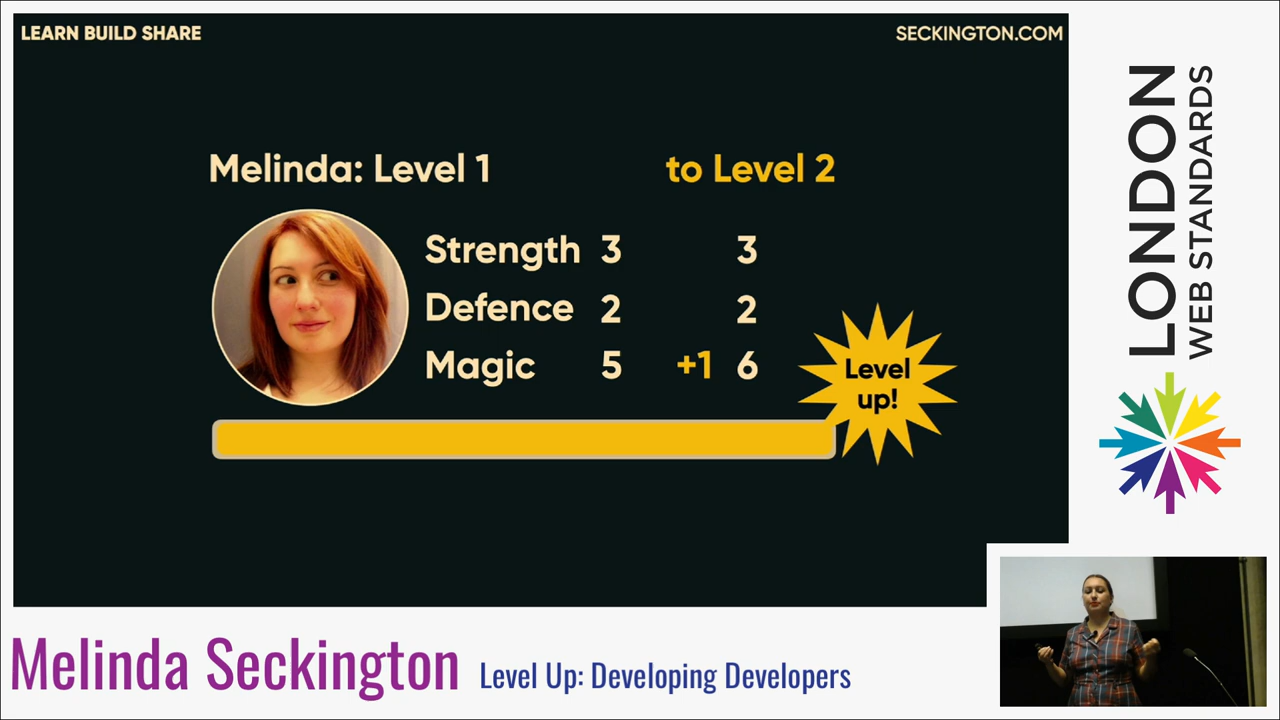 LEARN BUILD SHARE
SECKINGTON.COM
Melinda: Level 1 to Level 2
Strength 3 3
Defence 2 2
Magic 5 +1 6
Level
up!
LONDON
WEB STANDARDS
Melinda Seckington Level Up: Developing Developers